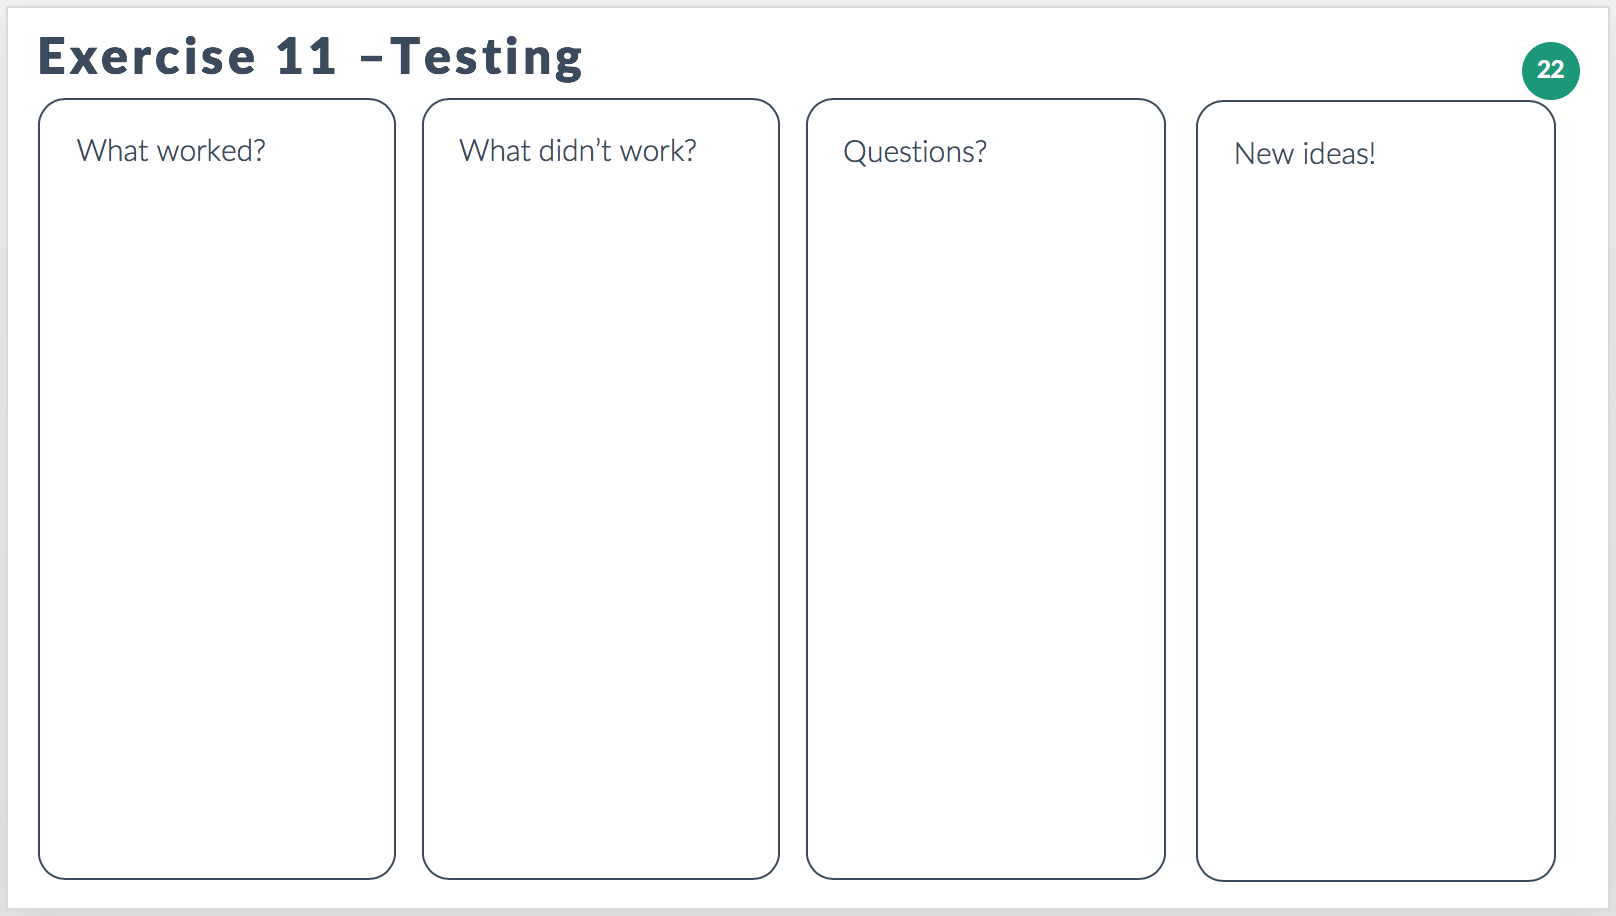 Exercise 11 –Testing
22
What worked?
What didn’t work?
Questions?
New ideas!